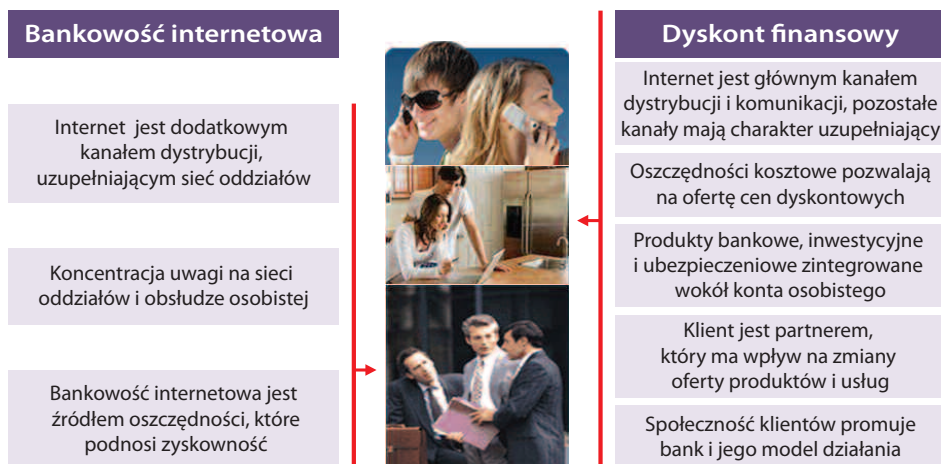 Bankowość internetowa
Internet jest dodatkowym
kanałem dystrybucji,
uzupełniającym sieć oddziałów
Koncentracja uwagi na sieci
oddziałów i obsłudze osobistej
Bankowość internetowa jest
źródłem oszczędności, które
podnosi zyskowność
Dyskont finansowy
Internet jest głównym kanałem
dystrybucji i komunikacji, pozostałe
kanały mają charakter uzupełniający
Oszczędności kosztowe pozwalają
na ofertę cen dyskontowych
Produkty bankowe, inwestycyjne
i ubezpieczeniowe zintegrowane
wokół konta osobistego
Klient jest partnerem,
który ma wpływ na zmiany
oferty produktów i usług
Społeczność klientów promuje
bank i jego model działania